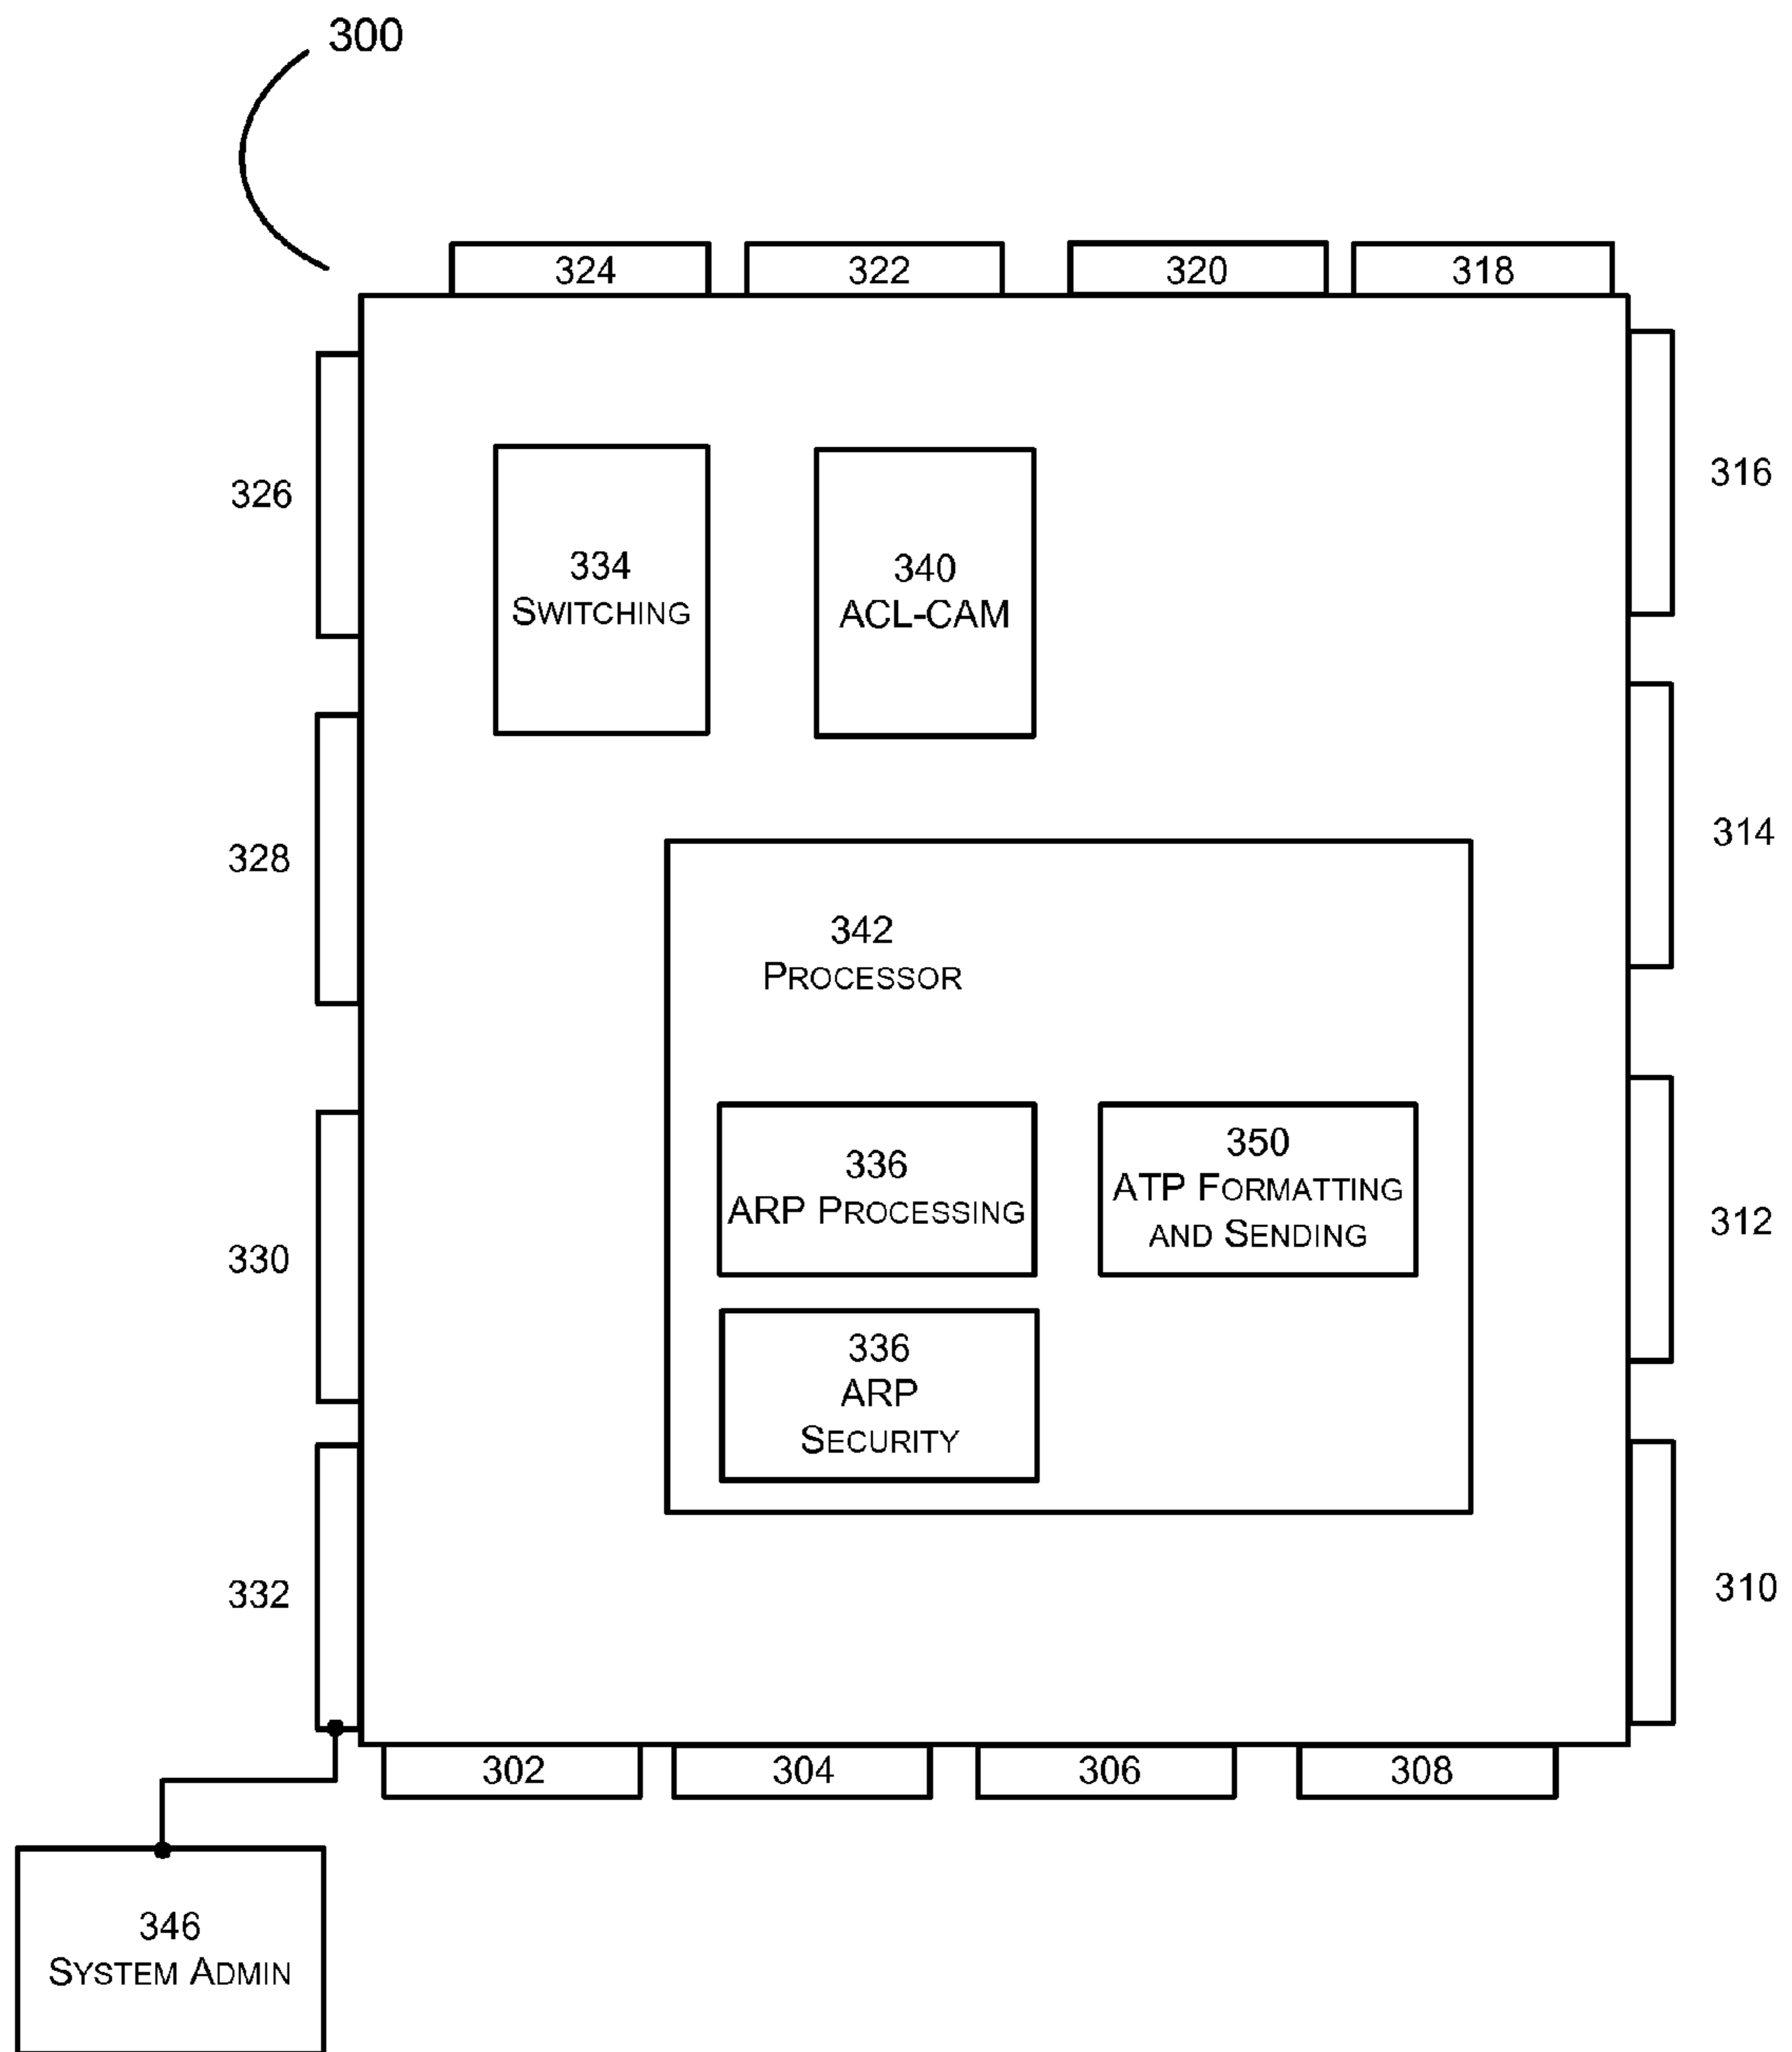 300
324
322
320
318
326
316
334
SWITCHING
340
ACL-CAM
328
314
342
PROCESSOR
336
ARP PROCESSING
350
ATP FORMATTING
AND SENDING
330
312
336
ARP
SECURITY
332
310
302
304
306
308
346
SYSTEM ADMIN